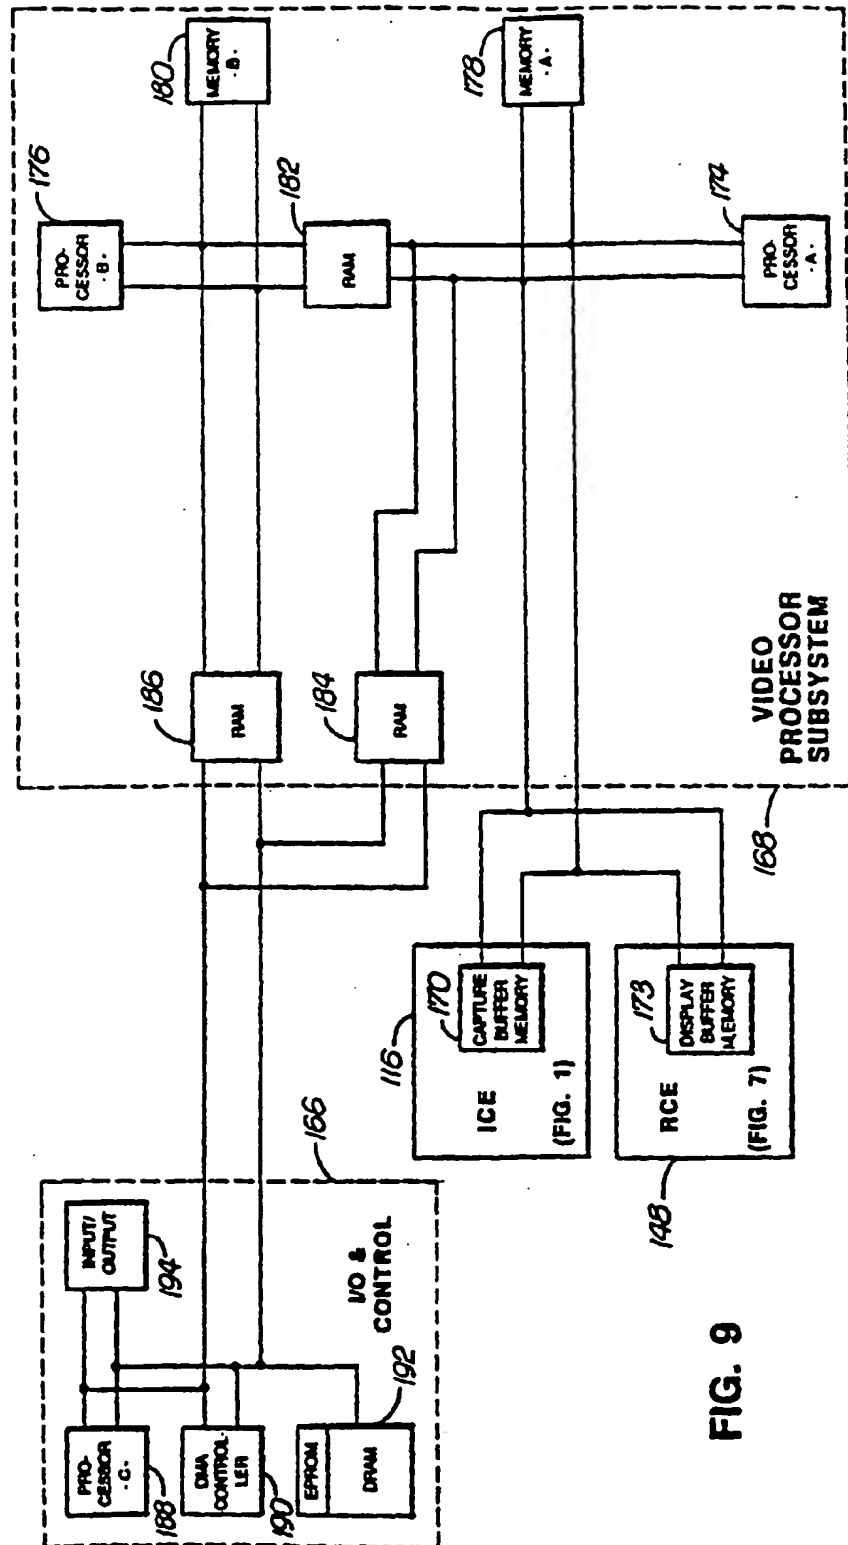 166
PRO-
CESSOR
-C-
188
INPUT/
OUTPUT
194
DMA
CONTROL-
LER
190
EPROM
DRAM
192
I/O &
CONTROL
116
170
CAPTURE
BUFFER
MEMORY
ICE
(FIG. 1)
173
DISPLAY
BUFFER
MEMORY
RCE
(FIG. 7)
148
186
RAM
184
RAM
176
PRO-
CESSOR
-B-
180
MEMORY
-B-
182
RAM
178
MEMORY
-A-
174
PRO-
CESSOR
-A-
VIDEO
PROCESSOR
SUBSYSTEM
168
FIG. 9